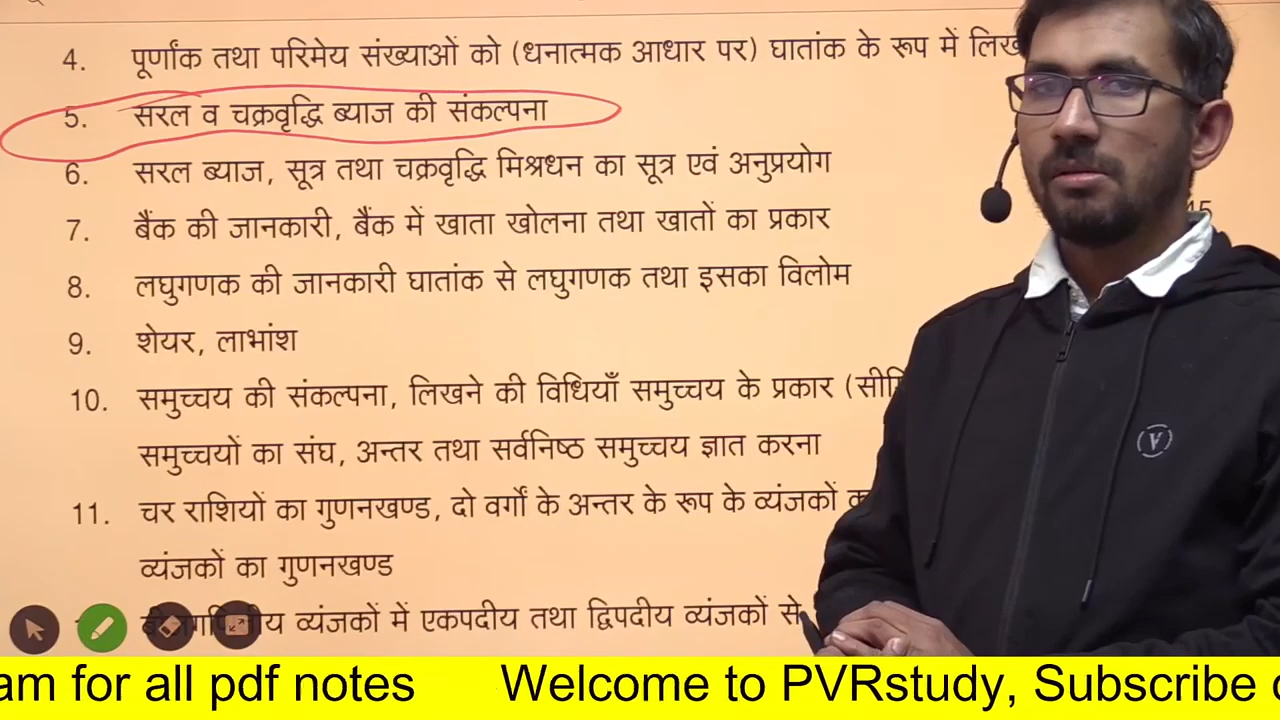 4. पूर्णांक तथा परिमेय संख्याओं को (धनात्मक आधार पर) घातांक के रूप में
5. सरल व चक्रवृद्धि ब्याज की संकल्पना
6. सरल ब्याज, सूत्र तथा चक्रवृद्धि मिश्रधन का सूत्र एवं अनुप्रयोग
7. बैंक की जानकारी, बैंक में खाता खोलना तथा खातों का प्रकार
8. लघुगणक की जानकारी घातांक से लघुगणक तथा इसका विलोम
9. शेयर, लाभांश
10. समुच्चय की संकल्पना, लिखने की विधियाँ समुच्चय के प्रकार
समुच्चयों का संघ, अन्तर तथा सर्वनिष्ठ समुच्चय ज्ञात करना
11. चर राशियों का गुणनखण्ड, दो वर्गों के अन्तर के रूप के व्यंजकों
व्यंजकों का गुणनखण्ड
व्यंजकों में एकपदीय तथा द्विपदीय व्यंजकों से
am for all pdf notes Welcome to PVRstudy, Subscribe